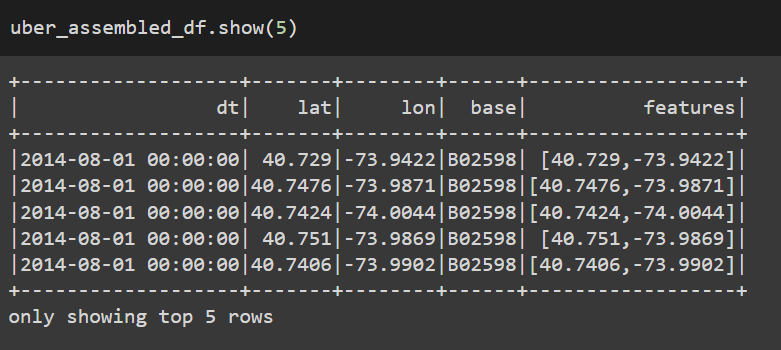 uber_assembled_df.show(5)
+-------------------+-------+--------+------+------------------+
|                 dt|    lat|     lon|  base|          features|
+-------------------+-------+--------+------+------------------+
|2014-08-01 00:00:00| 40.729|-73.9422|B02598| [40.729,-73.9422]|
|2014-08-01 00:00:00|40.7476|-73.9871|B02598|[40.7476,-73.9871]|
|2014-08-01 00:00:00|40.7424|-74.0044|B02598|[40.7424,-74.0044]|
|2014-08-01 00:00:00| 40.751|-73.9869|B02598| [40.751,-73.9869]|
|2014-08-01 00:00:00|40.7406|-73.9902|B02598|[40.7406,-73.9902]|
+-------------------+-------+--------+------+------------------+
only showing top 5 rows